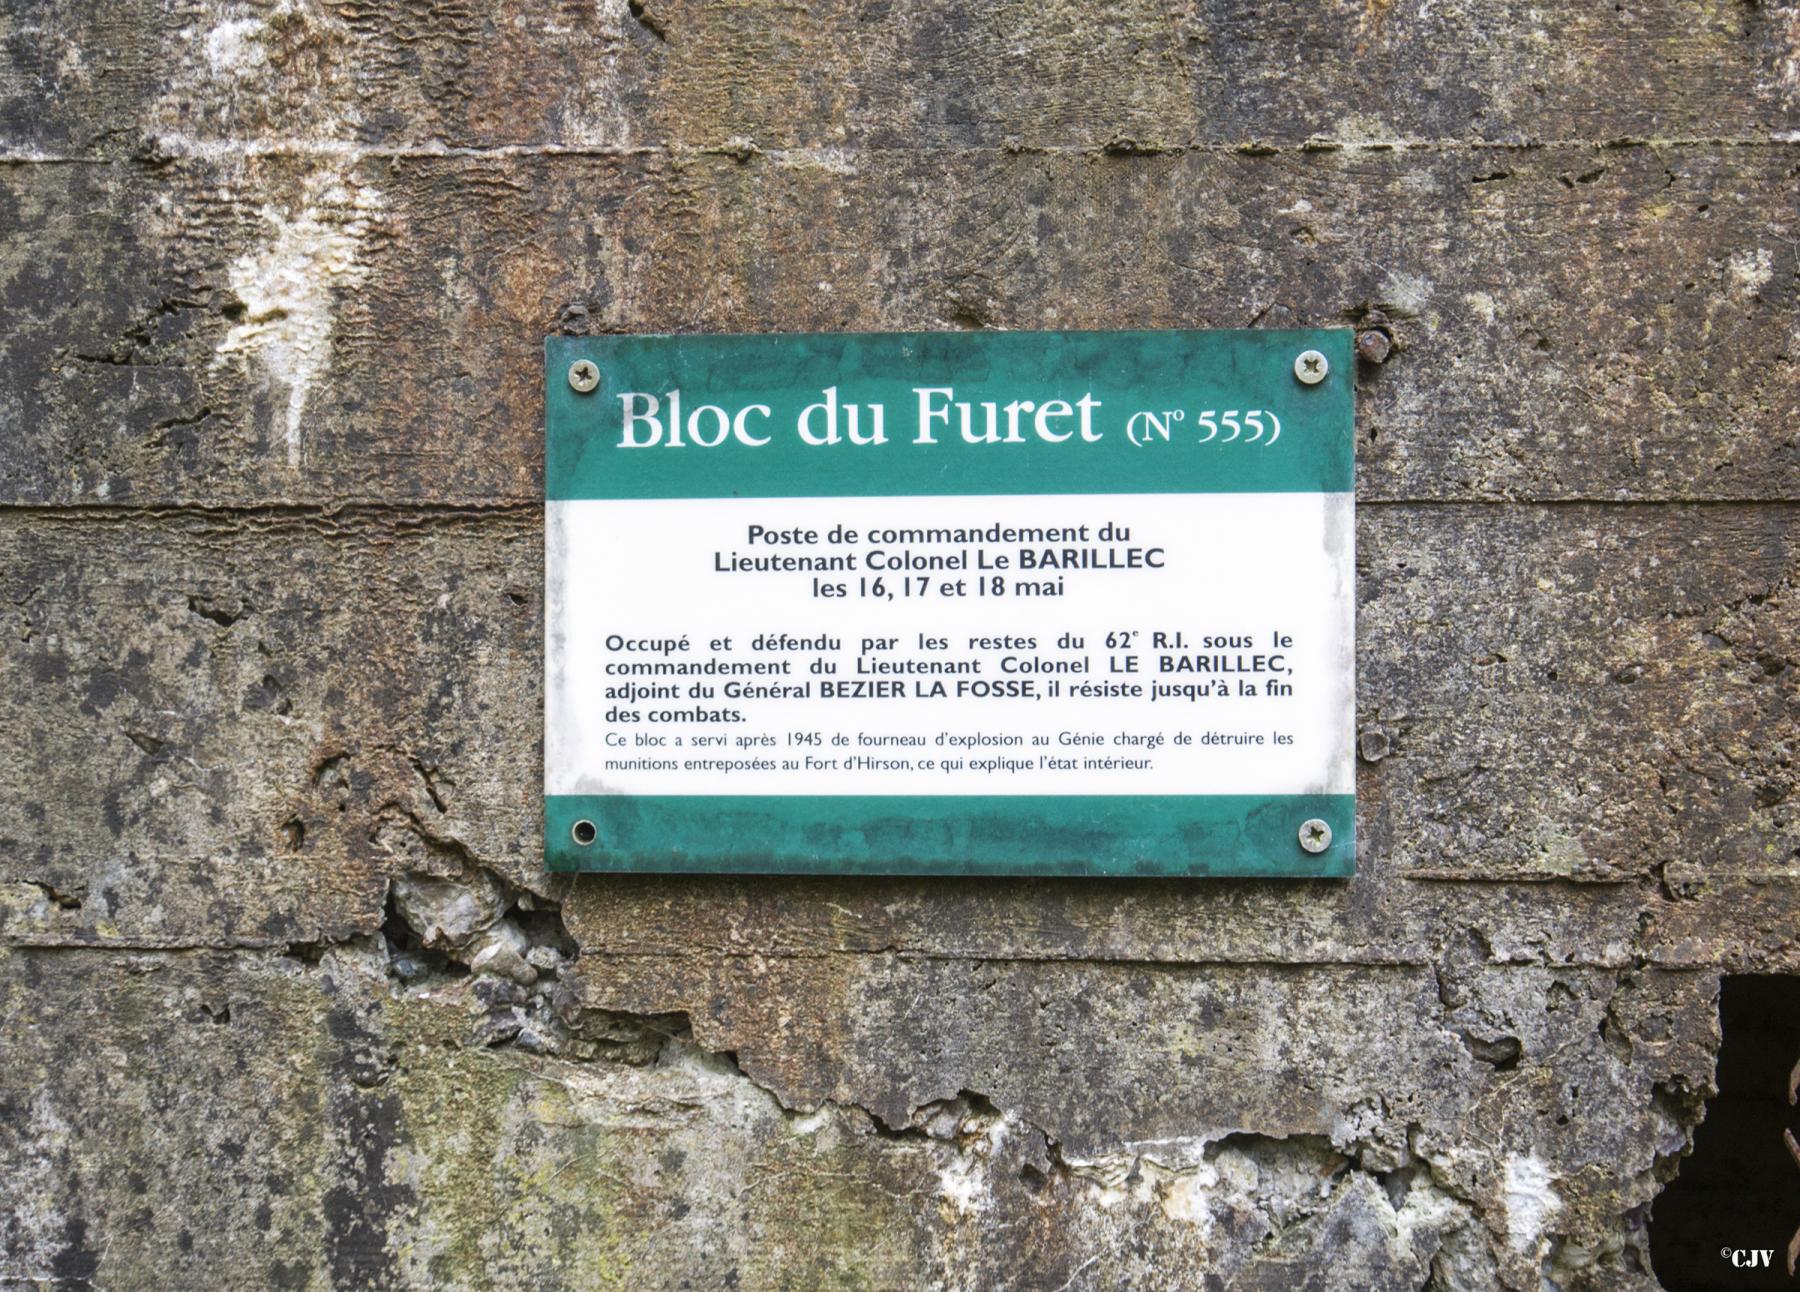 Bloc du Furet (Nº 555)
Poste de commandement du
Lieutenant Colonel Le BARILLEC
les 16, 17 et 18 mai
Occupé et défendu par les restes du 62e R.I. sous le
commandement du Lieutenant Colonel LE BARILLEC,
adjoint du Général BEZIER LA FOSSE, il résiste jusqu'à la fin
des combats.
Ce bloc a servi après 1945 de fourneau d'explosion au Génie chargé de détruire les
munitions entreposées au Fort d'Hirson, ce qui explique l'état intérieur.
©CJV